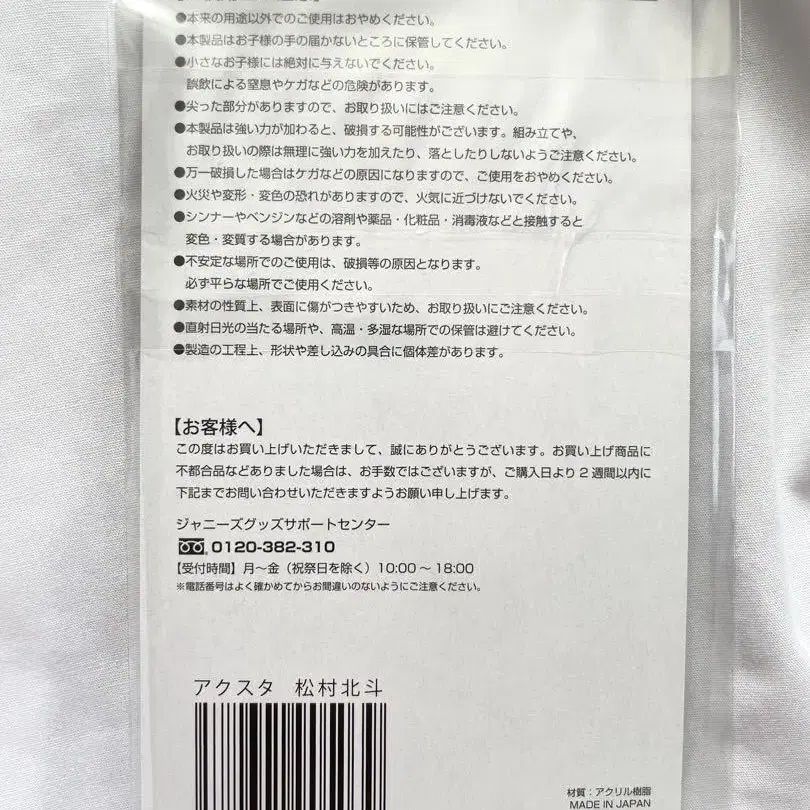 ●本来の用途以外でのご使用はおやめください。
●本製品はお子様の手の届かないところに保管してください。
●小さなお子様には絶対に与えないでください。
誤飲による窒息やケガなどの危険があります。
●尖った部分がありますので、お取り扱いにはご注意ください。
●本製品は強い力が加わると、破損する可能性がございます。組み立てや、
お取り扱いの際は無理に強い力を加えたり、落としたりしないようご注意ください。
●万一破損した場合はケガなどの原因になりますので、ご使用をおやめください。
●火災や変形・変色の恐れがありますので、火気に近づけないでください。
●シンナーやベンジンなどの溶剤や薬品・化粧品・消毒液などと接触すると
変色・変質する場合があります。
●不安定な場所でのご使用は、破損等の原因となります。
必ず平らな場所でご使用ください。
●素材の性質上、表面に傷がつきやすいため、お取り扱いにご注意ください。
●直射日光の当たる場所や、高温・多湿な場所での保管は避けてください。
●製造の工程上、形状や差し込みの具合に個体差があります。
【お客様へ】
この度はお買い上げいただきまして、誠にありがとうございます。お買い上げ商品に
不都合品などありました場合は、お手数ではございますが、ご購入日より2週間以内に
下記までお問い合わせいただきますようお願い申し上げます。
ジャニーズグッズサポートセンター
0120-382-310
【受付時間】月～金（祝祭日を除く）10:00～18:00
※電話番号はよく確かめてからお間違いのないようにご注意ください。
アクスタ 松村北斗
材質：アクリル樹脂
MADE IN JAPAN